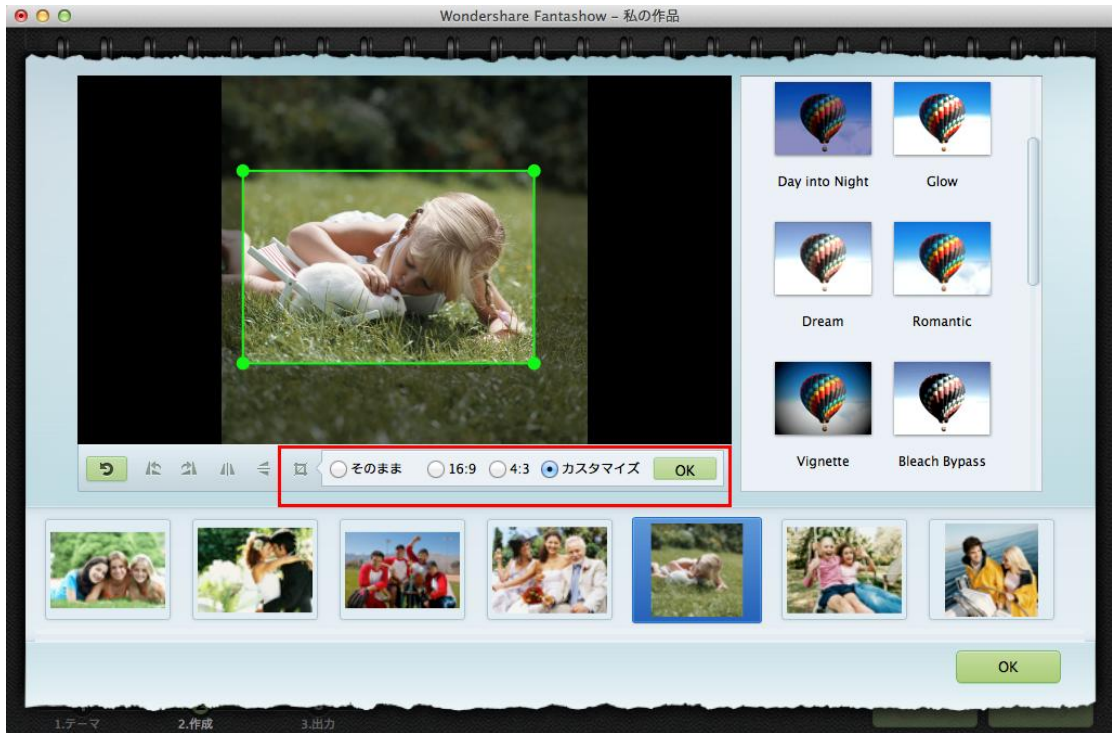 Wondershare Fantashow – 私の作品
Day into Night
Glow
Dream
Romantic
Vignette
Bleach Bypass
そのまま 16:9 4:3 カスタマイズ OK
OK
1.テーマ 2.作成 3.出力